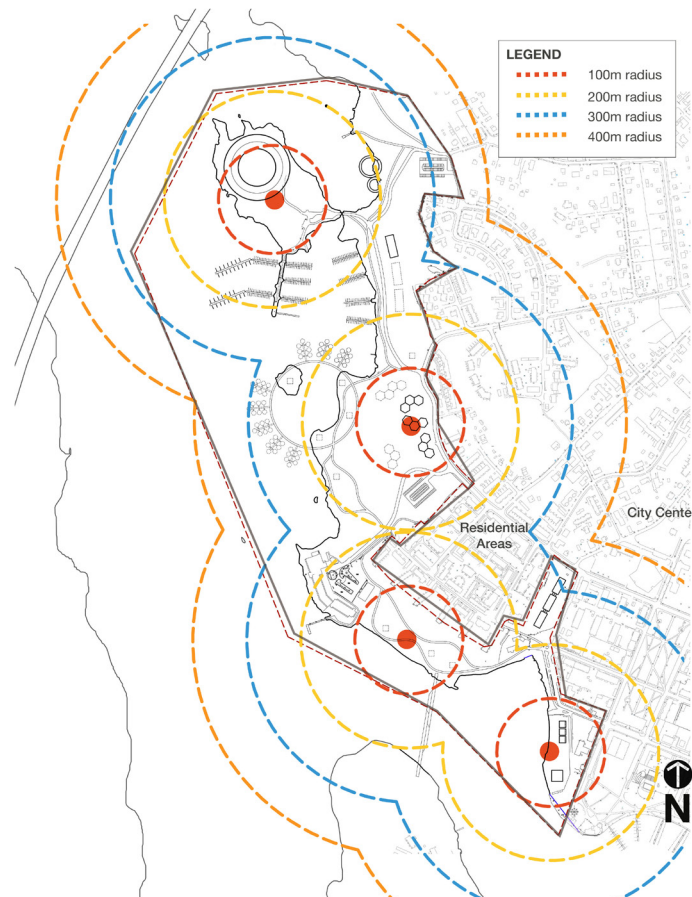 LEGEND
100m radius
200m radius
300m radius
400m radius
City Cente
Residential
Areas
N